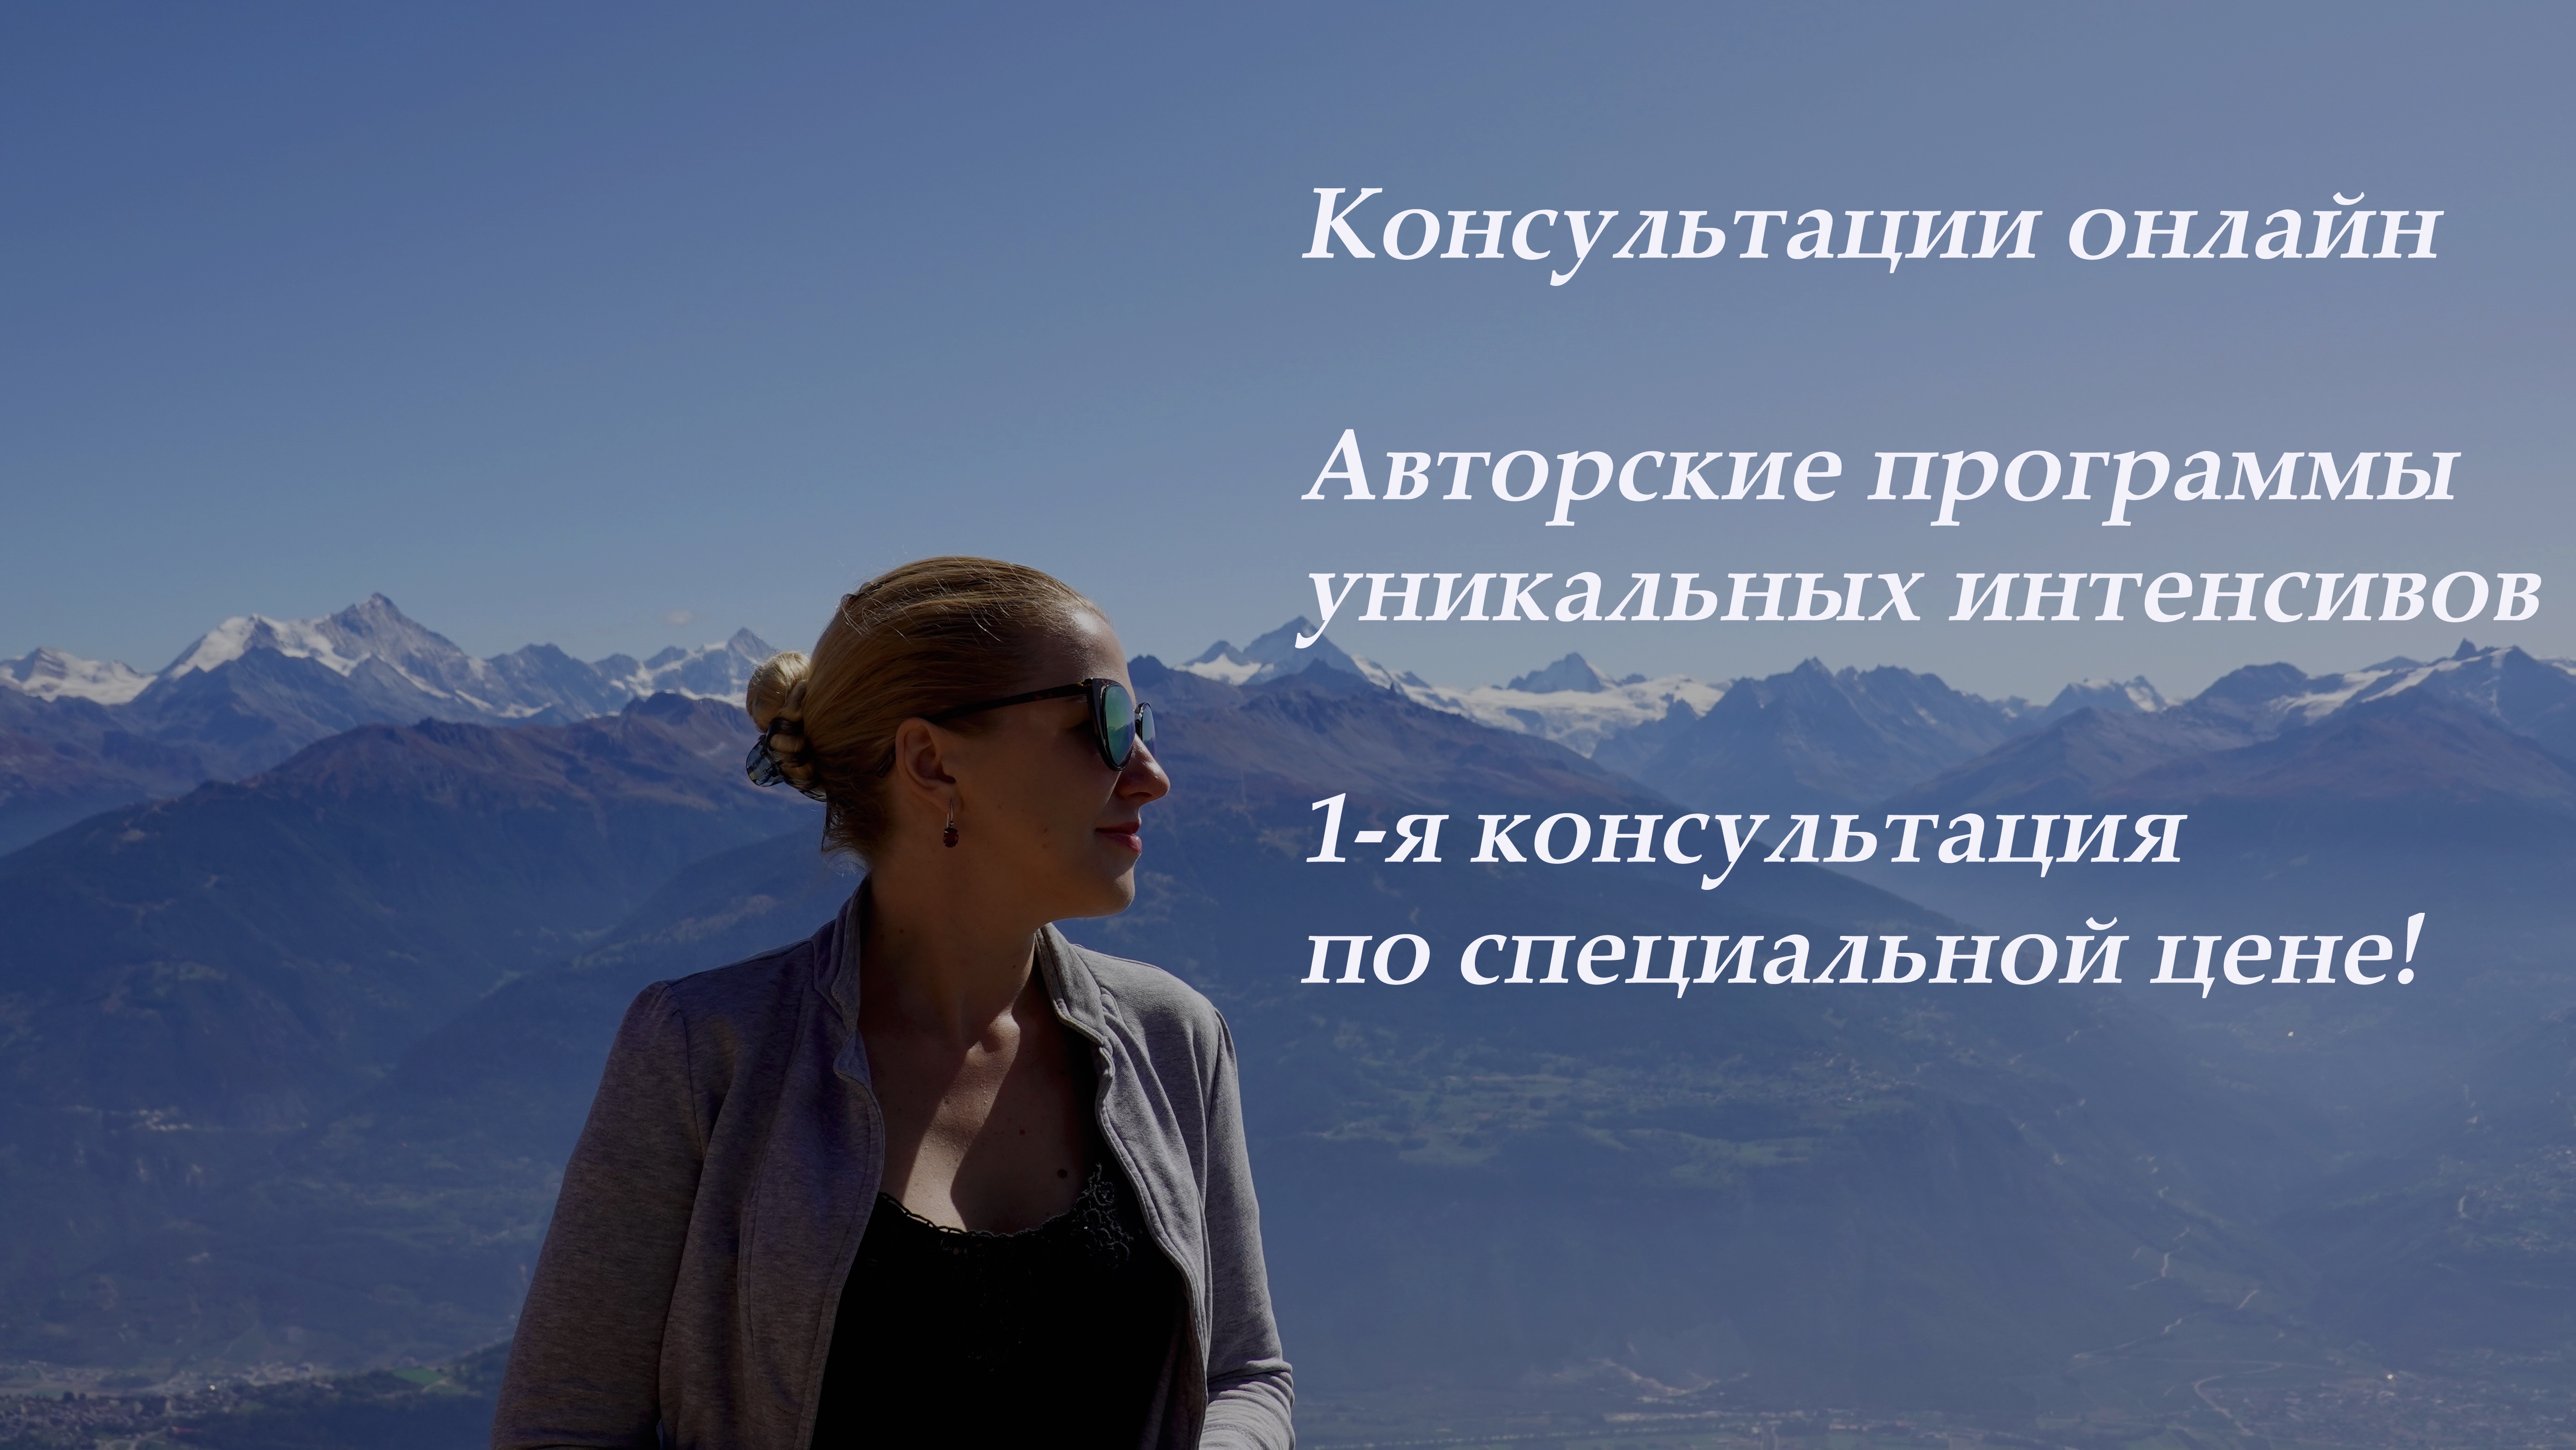 Консультации онлайн
Авторские программы
уникальных интенсивов
1-я консультация
по специальной цене!